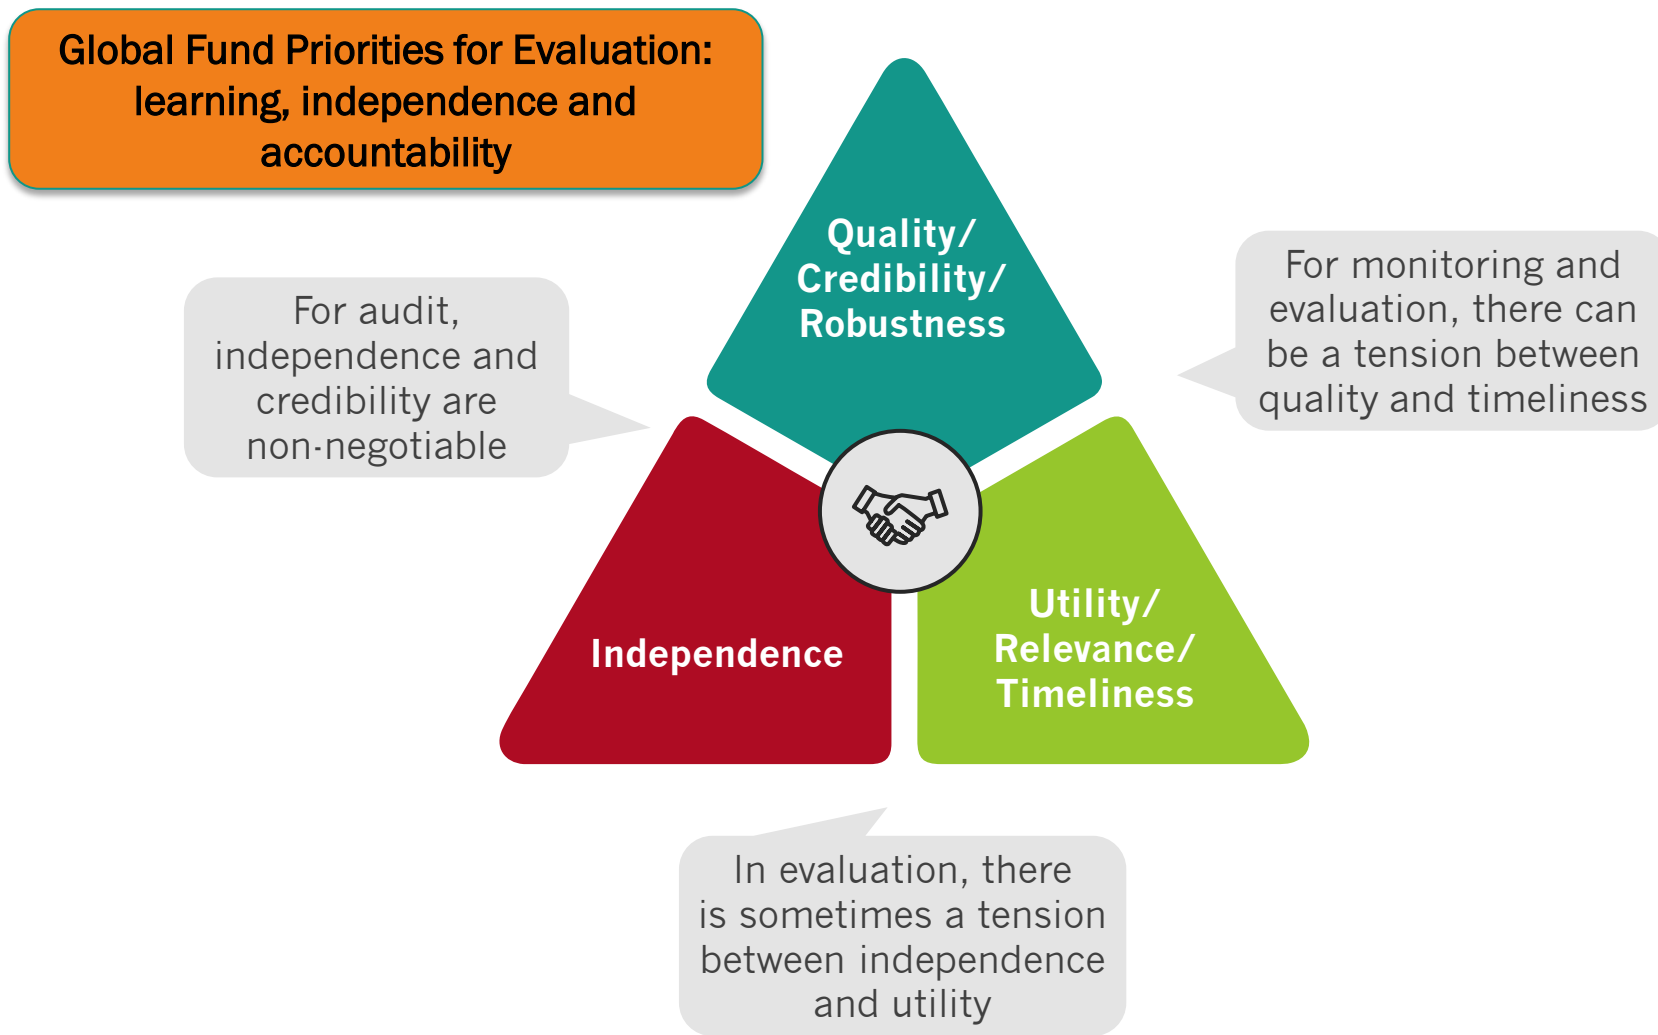 Global Fund Priorities for Evaluation:
learning, independence and
accountability
Quality/
Credibility/
Robustness
For audit,
independence and
credibility are
non-negotiable
For monitoring and
evaluation, there can
be a tension between
quality and timeliness
Independence
Utility/
Relevance/
Timeliness
In evaluation, there
is sometimes a tension
between independence
and utility